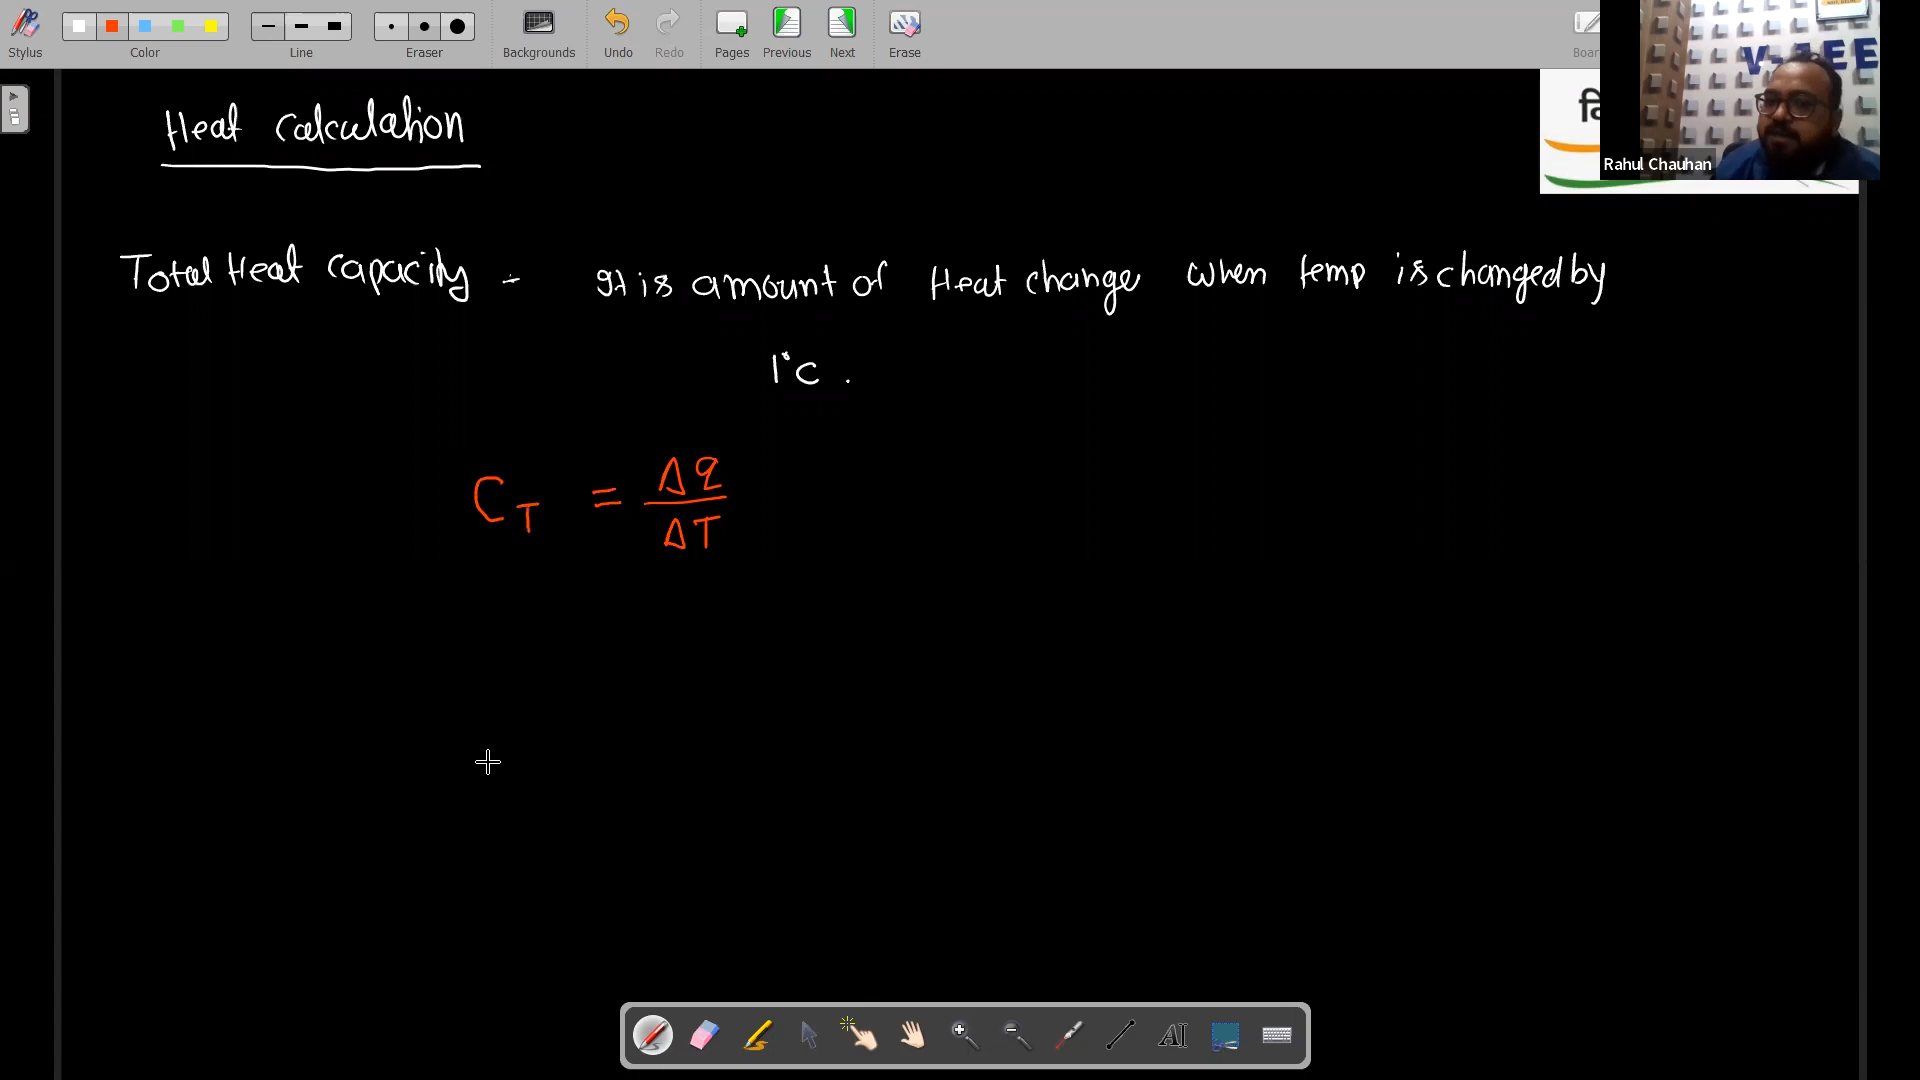 Stylus Color Line Eraser Backgrounds Undo Redo Pages Previous Next Erase
Rahul Chauhan
Heat Calculation
Total Heat capacity - It is amount of Heat change when temp is changed by
1°C .
C_T = Δq / ΔT